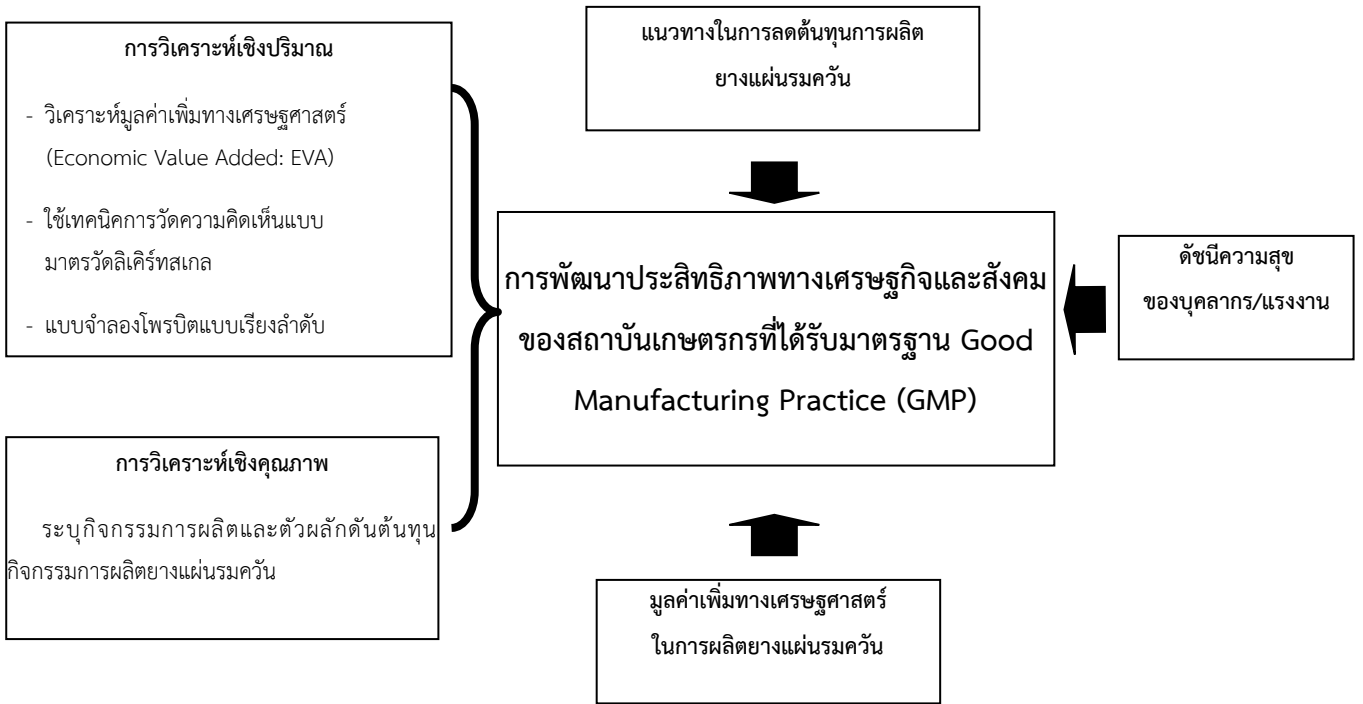 การวิเคราะห์เชิงปริมาณ
- วิเคราะห์มูลค่าเพิ่มทางเศรษฐศาสตร์
(Economic Value Added: EVA)
- ใช้เทคนิคการวัดความคิดเห็นแบบ
มาตรวัดลิเคิร์ทสเกล
- แบบจำลองโพรบิตแบบเรียงลำดับ
การวิเคราะห์เชิงคุณภาพ
ระบุกิจกรรมการผลิตและตัวผลักดันต้นทุน
กิจกรรมการผลิตยางแผ่นรมควัน
แนวทางในการลดต้นทุนการผลิต
ยางแผ่นรมควัน
การพัฒนาประสิทธิภาพทางเศรษฐกิจและสังคม
ของสถาบันเกษตรกรที่ได้รับมาตรฐาน Good
Manufacturing Practice (GMP)
ดัชนีความสุข
ของบุคลากร/แรงงาน
มูลค่าเพิ่มทางเศรษฐศาสตร์
ในการผลิตยางแผ่นรมควัน